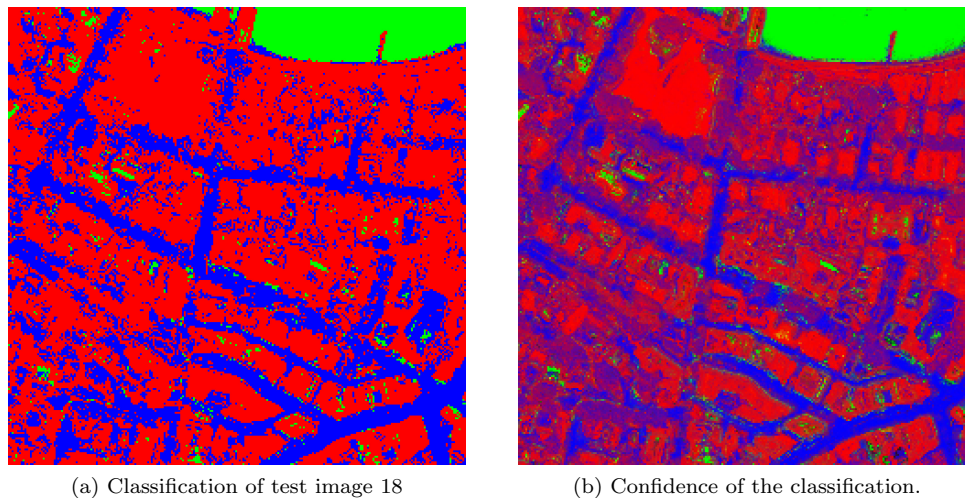 (a) Classification of test image 18
(b) Confidence of the classification.